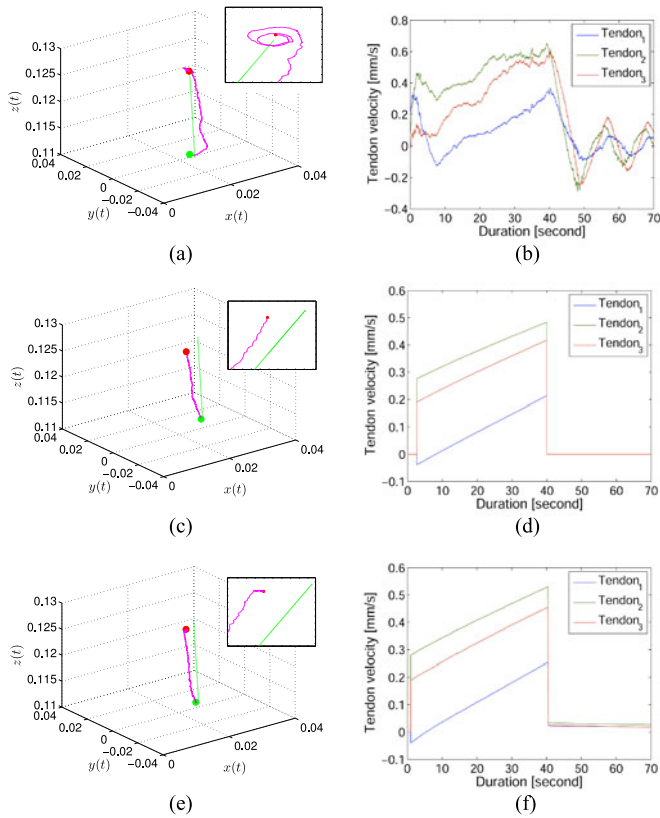 0.13
0.125
0.12
0.115
0.11
0.04
0.02
0
−0.02
−0.04
0
0.02
0.04
z(t)
y(t)
x(t)
(a)
0.8
0.6
0.4
0.2
0
−0.2
−0.4
0 10 20 30 40 50 60 70
Tendon velocity [mm/s]
Duration [second]
Tendon1
Tendon2
Tendon3
(b)
0.13
0.125
0.12
0.115
0.11
0.04
0.02
0
−0.02
−0.04
0
0.02
0.04
z(t)
y(t)
x(t)
(c)
0.6
0.5
0.4
0.3
0.2
0.1
0
−0.1
0 10 20 30 40 50 60 70
Tendon velocity [mm/s]
Duration [second]
Tendon1
Tendon2
Tendon3
(d)
0.13
0.125
0.12
0.115
0.11
0.04
0.02
0
−0.02
−0.04
0
0.02
0.04
z(t)
y(t)
x(t)
(e)
0.6
0.5
0.4
0.3
0.2
0.1
0
−0.1
0 10 20 30 40 50 60 70
Tendon velocity [mm/s]
Duration [second]
Tendon1
Tendon2
Tendon3
(f)